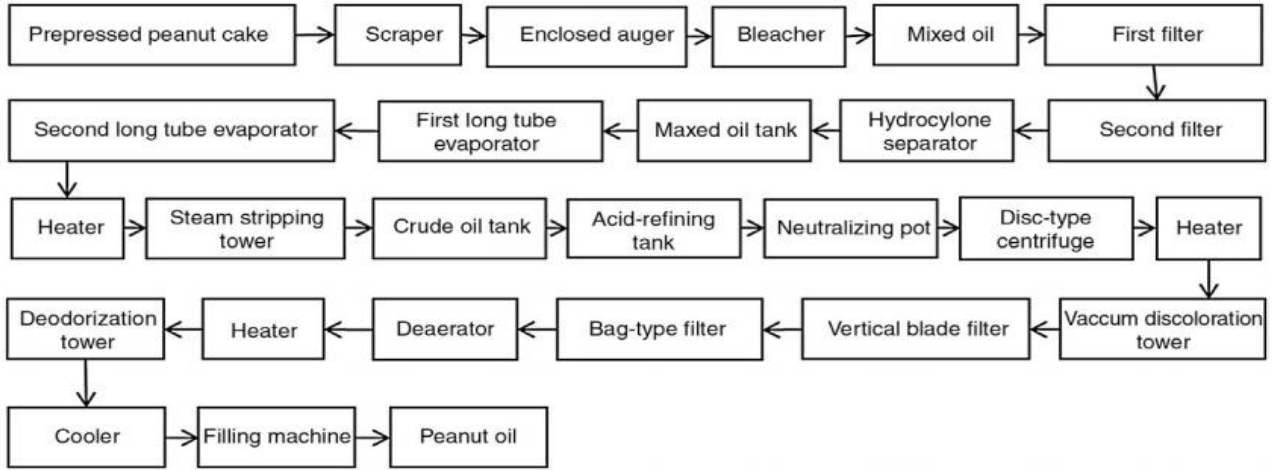 Prepressed peanut cake
Scraper
Enclosed auger
Bleacher
Mixed oil
First filter
Second long tube evaporator
First long tube
evaporator
Maxed oil tank
Hydrocylone
separator
Second filter
Heater
Steam stripping
tower
Crude oil tank
Acid-refining
tank
Neutralizing pot
Disc-type
centrifuge
Heater
Deodorization
tower
Heater
Deaerator
Bag-type filter
Vertical blade filter
Vaccum discoloration
tower
Cooler
Filling machine
Peanut oil